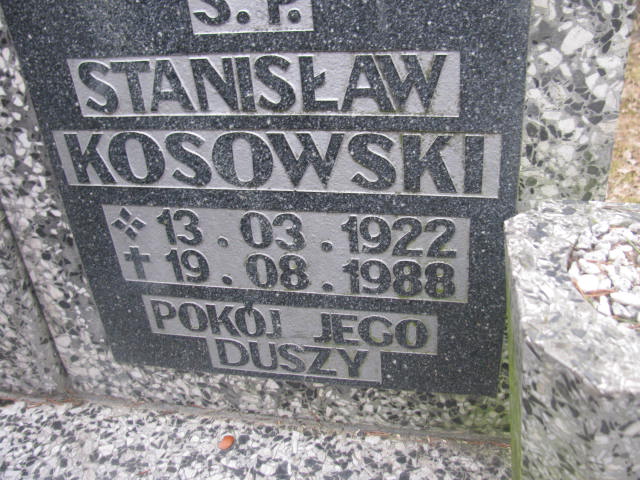 Ś. P.
STANISŁAW
KOSOWSKI
13.03.1922
✝ 19.08.1988
POKÓJ JEGO
DUSZY